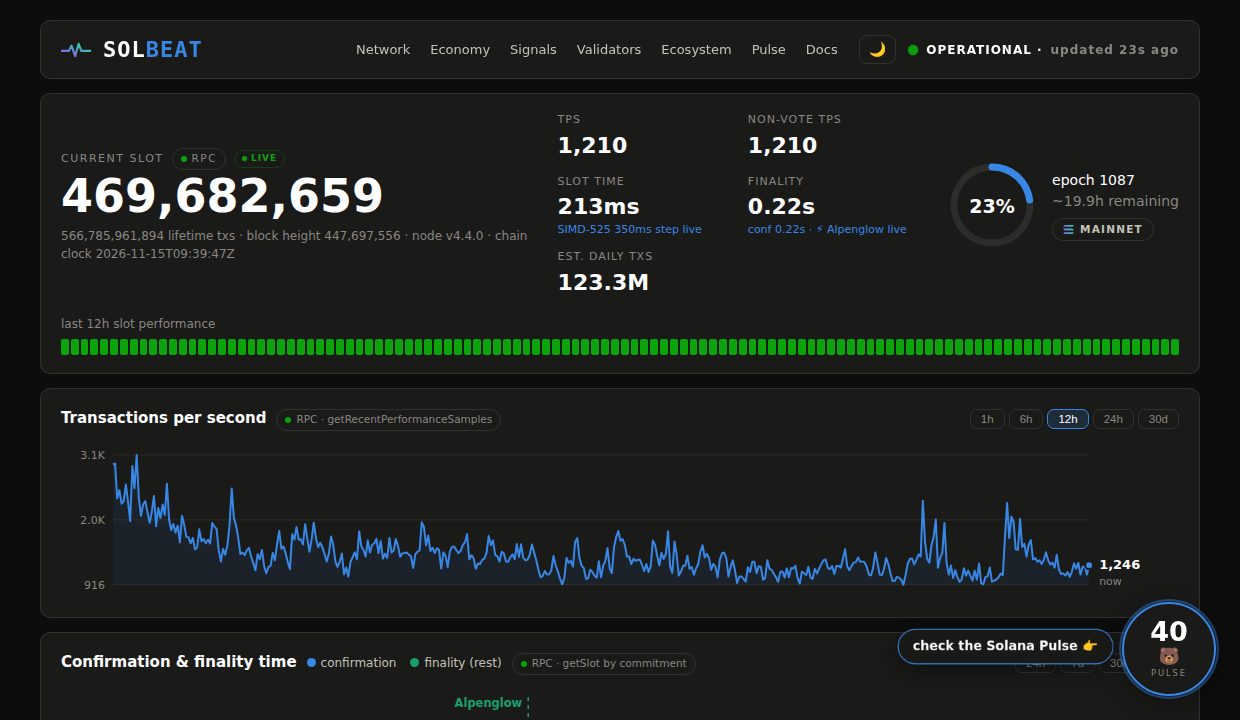 SOLBEAT
Network Economy Signals Validators Ecosystem Pulse Docs
OPERATIONAL · updated 23s ago
CURRENT SLOT RPC LIVE
469,682,659
566,785,961,894 lifetime txs · block height 447,697,556 · node v4.4.0 · chain
clock 2026-11-15T09:39:47Z
TPS
1,210
NON-VOTE TPS
1,210
SLOT TIME
213ms
SIMD-525 350ms step live
FINALITY
0.22s
conf 0.22s · ⚡ Alpenglow live
EST. DAILY TXS
123.3M
23%
epoch 1087
~19.9h remaining
MAINNET
last 12h slot performance
Transactions per second RPC · getRecentPerformanceSamples
1h 6h 12h 24h 30d
3.1K
2.0K
916
1,246
now
Confirmation & finality time confirmation finality (rest) RPC · getSlot by commitment
24h 7d 30d
Alpenglow
check the Solana Pulse 👉
40
PULSE